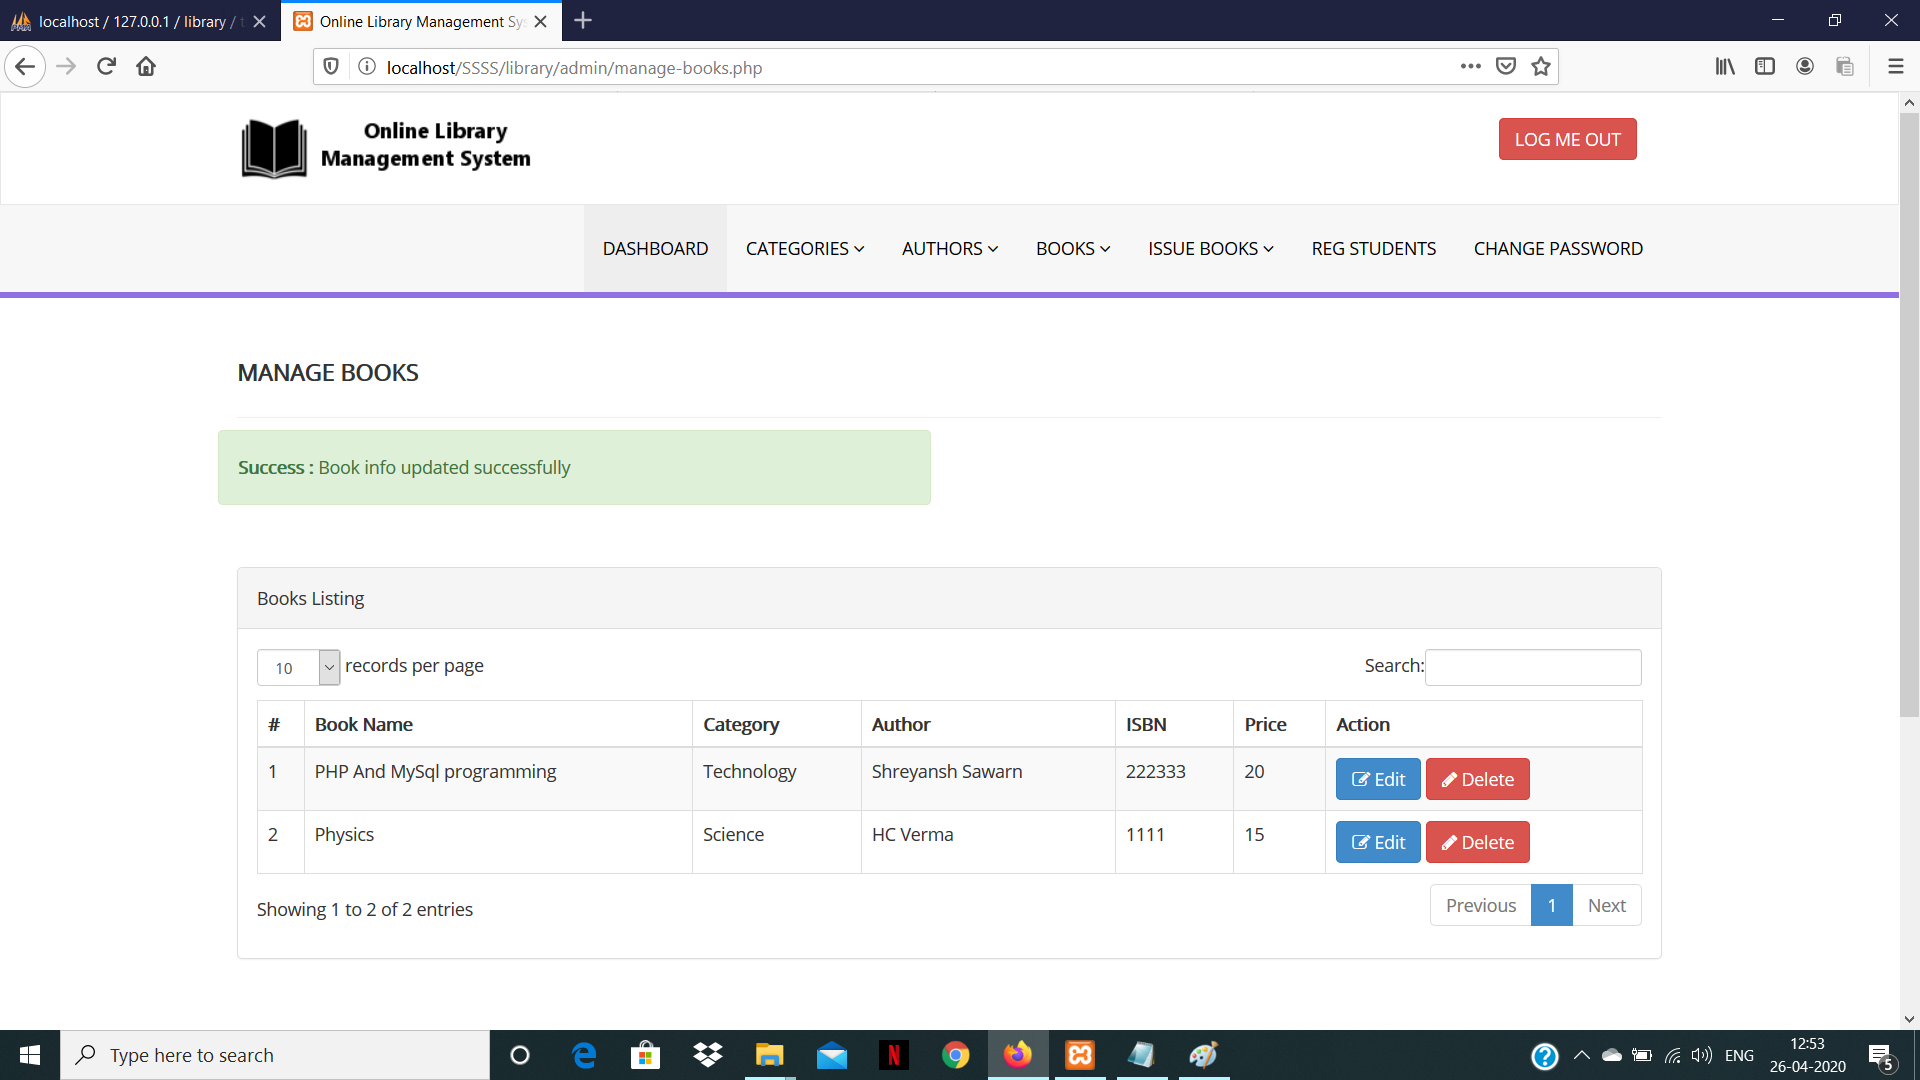 localhost / 127.0.0.1 / library /
Online Library Management Sys
localhost/SSSS/library/admin/manage-books.php
Online Library
Management System
LOG ME OUT
DASHBOARD CATEGORIES AUTHORS BOOKS ISSUE BOOKS REG STUDENTS CHANGE PASSWORD
MANAGE BOOKS
Success : Book info updated successfully
Books Listing
10 records per page Search:
# Book Name Category Author ISBN Price Action
1 PHP And MySql programming Technology Shreyansh Sawarn 222333 20 Edit Delete
2 Physics Science HC Verma 1111 15 Edit Delete
Showing 1 to 2 of 2 entries Previous 1 Next
Type here to search
ENG
12:53
26-04-2020
5